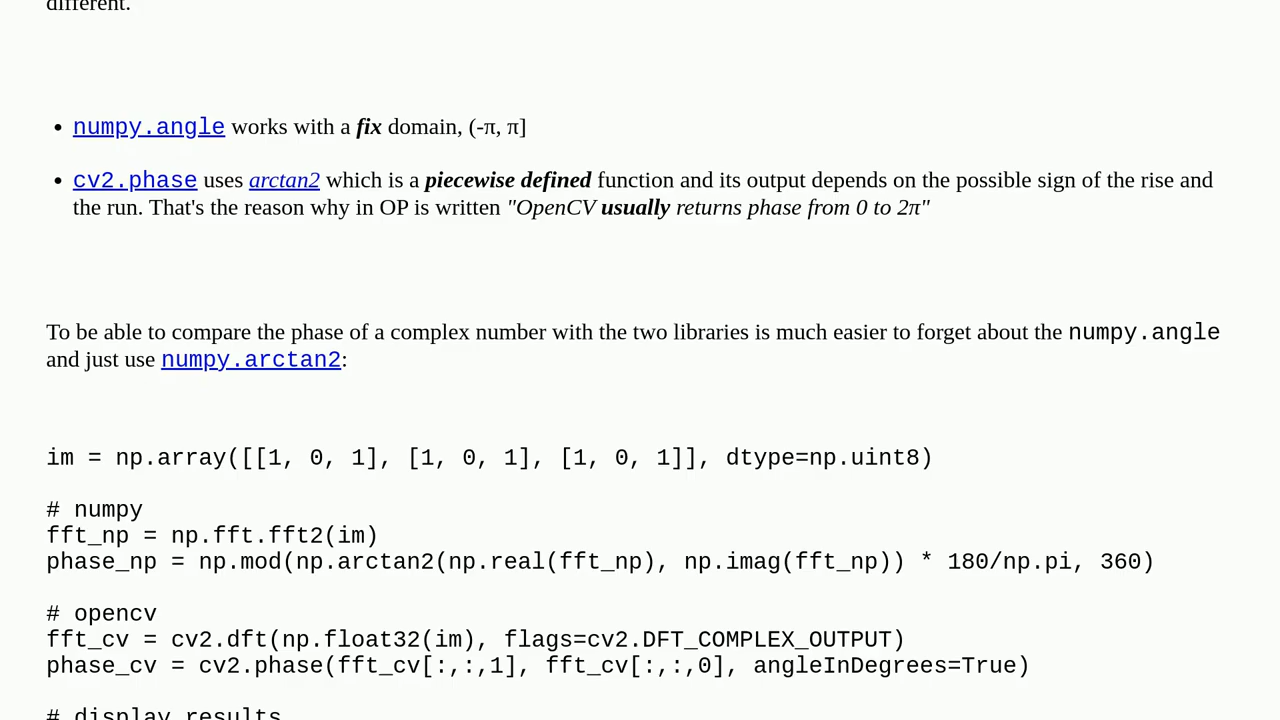 different.
numpy.angle works with a fix domain, (-π, π]
cv2.phase uses arctan2 which is a piecewise defined function and its output depends on the possible sign of the rise and
the run. That's the reason why in OP is written "OpenCV usually returns phase from 0 to 2π"
To be able to compare the phase of a complex number with the two libraries is much easier to forget about the numpy.angle
and just use numpy.arctan2:
im = np.array([[1, 0, 1], [1, 0, 1], [1, 0, 1]], dtype=np.uint8)
# numpy
fft_np = np.fft.fft2(im)
phase_np = np.mod(np.arctan2(np.real(fft_np), np.imag(fft_np)) * 180/np.pi, 360)
# opencv
fft_cv = cv2.dft(np.float32(im), flags=cv2.DFT_COMPLEX_OUTPUT)
phase_cv = cv2.phase(fft_cv[:,:,1], fft_cv[:,:,0], angleInDegrees=True)
# display results